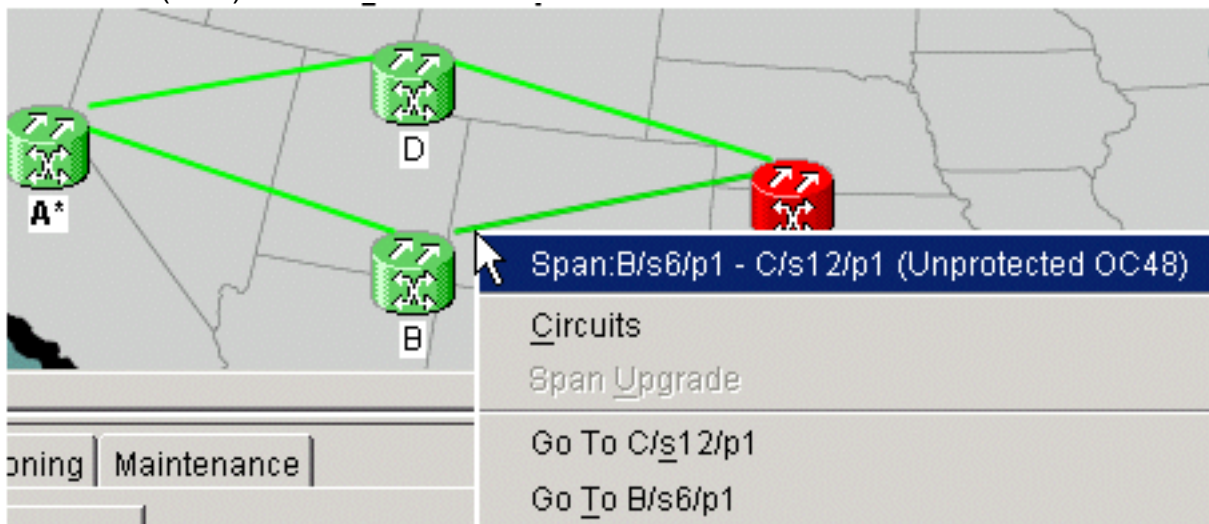 D
A*
B
Span:B/s6/p1 - C/s12/p1 (Unprotected OC48)
Circuits
Span Upgrade
Go To C/s12/p1
Go To B/s6/p1
oning
Maintenance